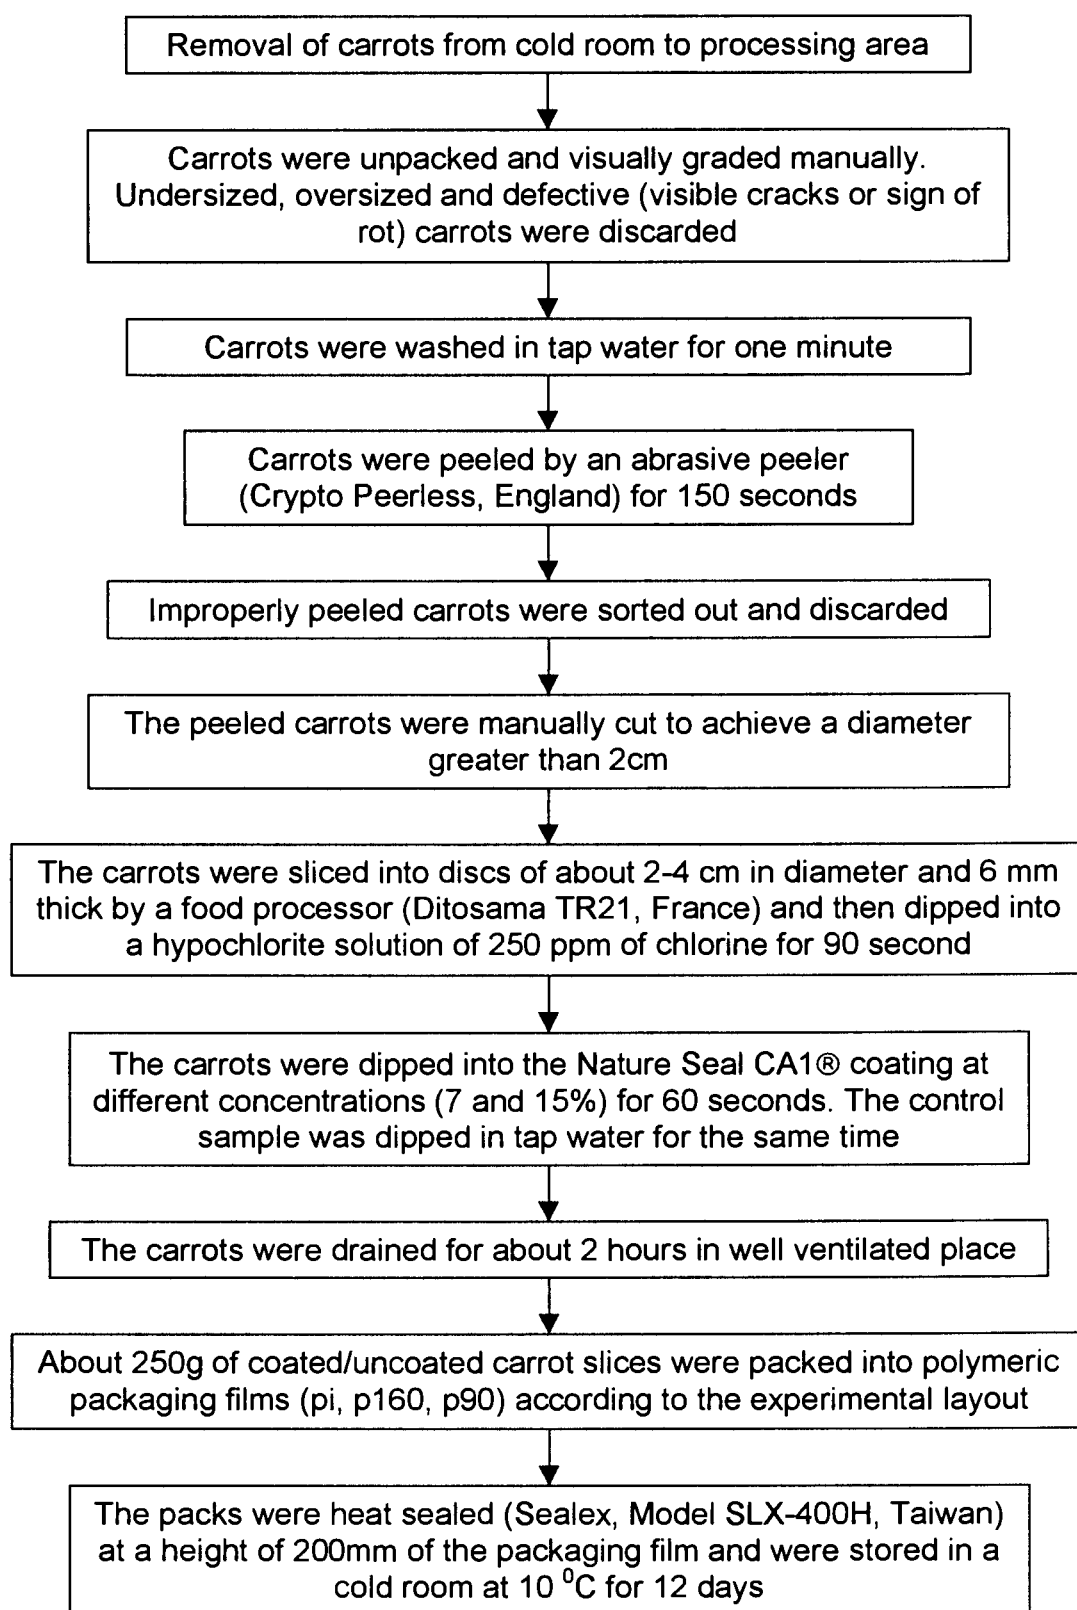 Removal of carrots from cold room to processing area
Carrots were unpacked and visually graded manually.
Undersized, oversized and defective (visible cracks or sign of
rot) carrots were discarded
Carrots were washed in tap water for one minute
Carrots were peeled by an abrasive peeler
(Crypto Peerless, England) for 150 seconds
Improperly peeled carrots were sorted out and discarded
The peeled carrots were manually cut to achieve a diameter
greater than 2cm
The carrots were sliced into discs of about 2-4 cm in diameter and 6 mm
thick by a food processor (Ditosama TR21, France) and then dipped into
a hypochlorite solution of 250 ppm of chlorine for 90 second
The carrots were dipped into the Nature Seal CA1® coating at
different concentrations (7 and 15%) for 60 seconds. The control
sample was dipped in tap water for the same time
The carrots were drained for about 2 hours in well ventilated place
About 250g of coated/uncoated carrot slices were packed into polymeric
packaging films (pi, p160, p90) according to the experimental layout
The packs were heat sealed (Sealex, Model SLX-400H, Taiwan)
at a height of 200mm of the packaging film and were stored in a
cold room at 10 ⁰C for 12 days